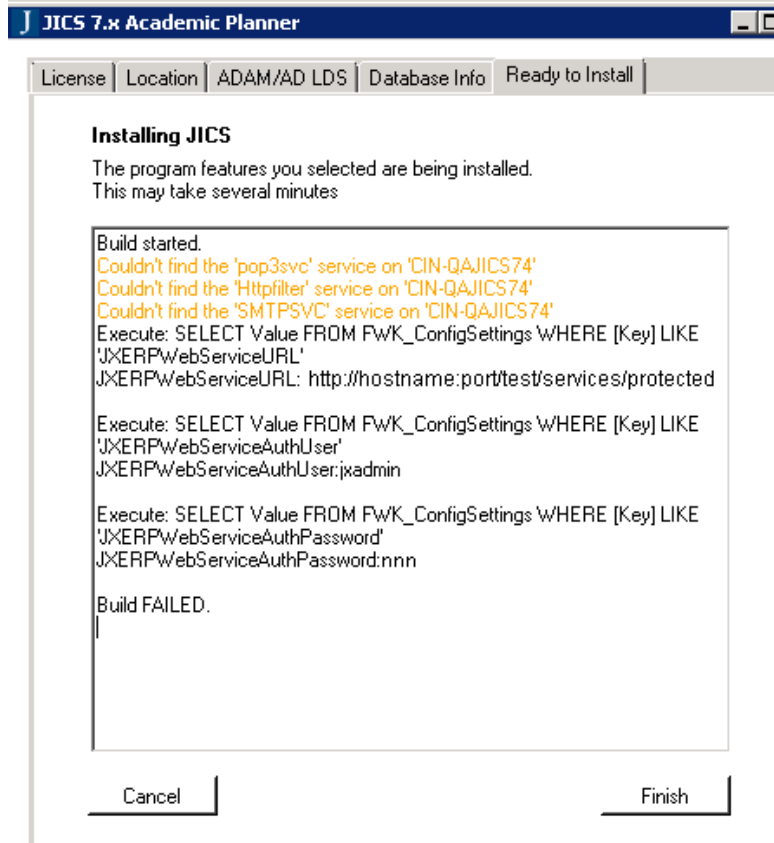 J JICS 7.x Academic Planner
License Location ADAM/AD LDS Database Info Ready to Install
Installing JICS
The program features you selected are being installed.
This may take several minutes
Build started.
Couldn't find the 'pop3svc' service on 'CIN-QAJICS74'
Couldn't find the 'Httpfilter' service on 'CIN-QAJICS74'
Couldn't find the 'SMTPSVC' service on 'CIN-QAJICS74'
Execute: SELECT Value FROM FWK_ConfigSettings WHERE [Key] LIKE
'JXERPWebServiceURL'
JXERPWebServiceURL: http://hostname:port/test/services/protected
Execute: SELECT Value FROM FWK_ConfigSettings WHERE [Key] LIKE
'JXERPWebServiceAuthUser'
JXERPWebServiceAuthUser:jxadmin
Execute: SELECT Value FROM FWK_ConfigSettings WHERE [Key] LIKE
'JXERPWebServiceAuthPassword'
JXERPWebServiceAuthPassword:nnn
Build FAILED.
Cancel Finish